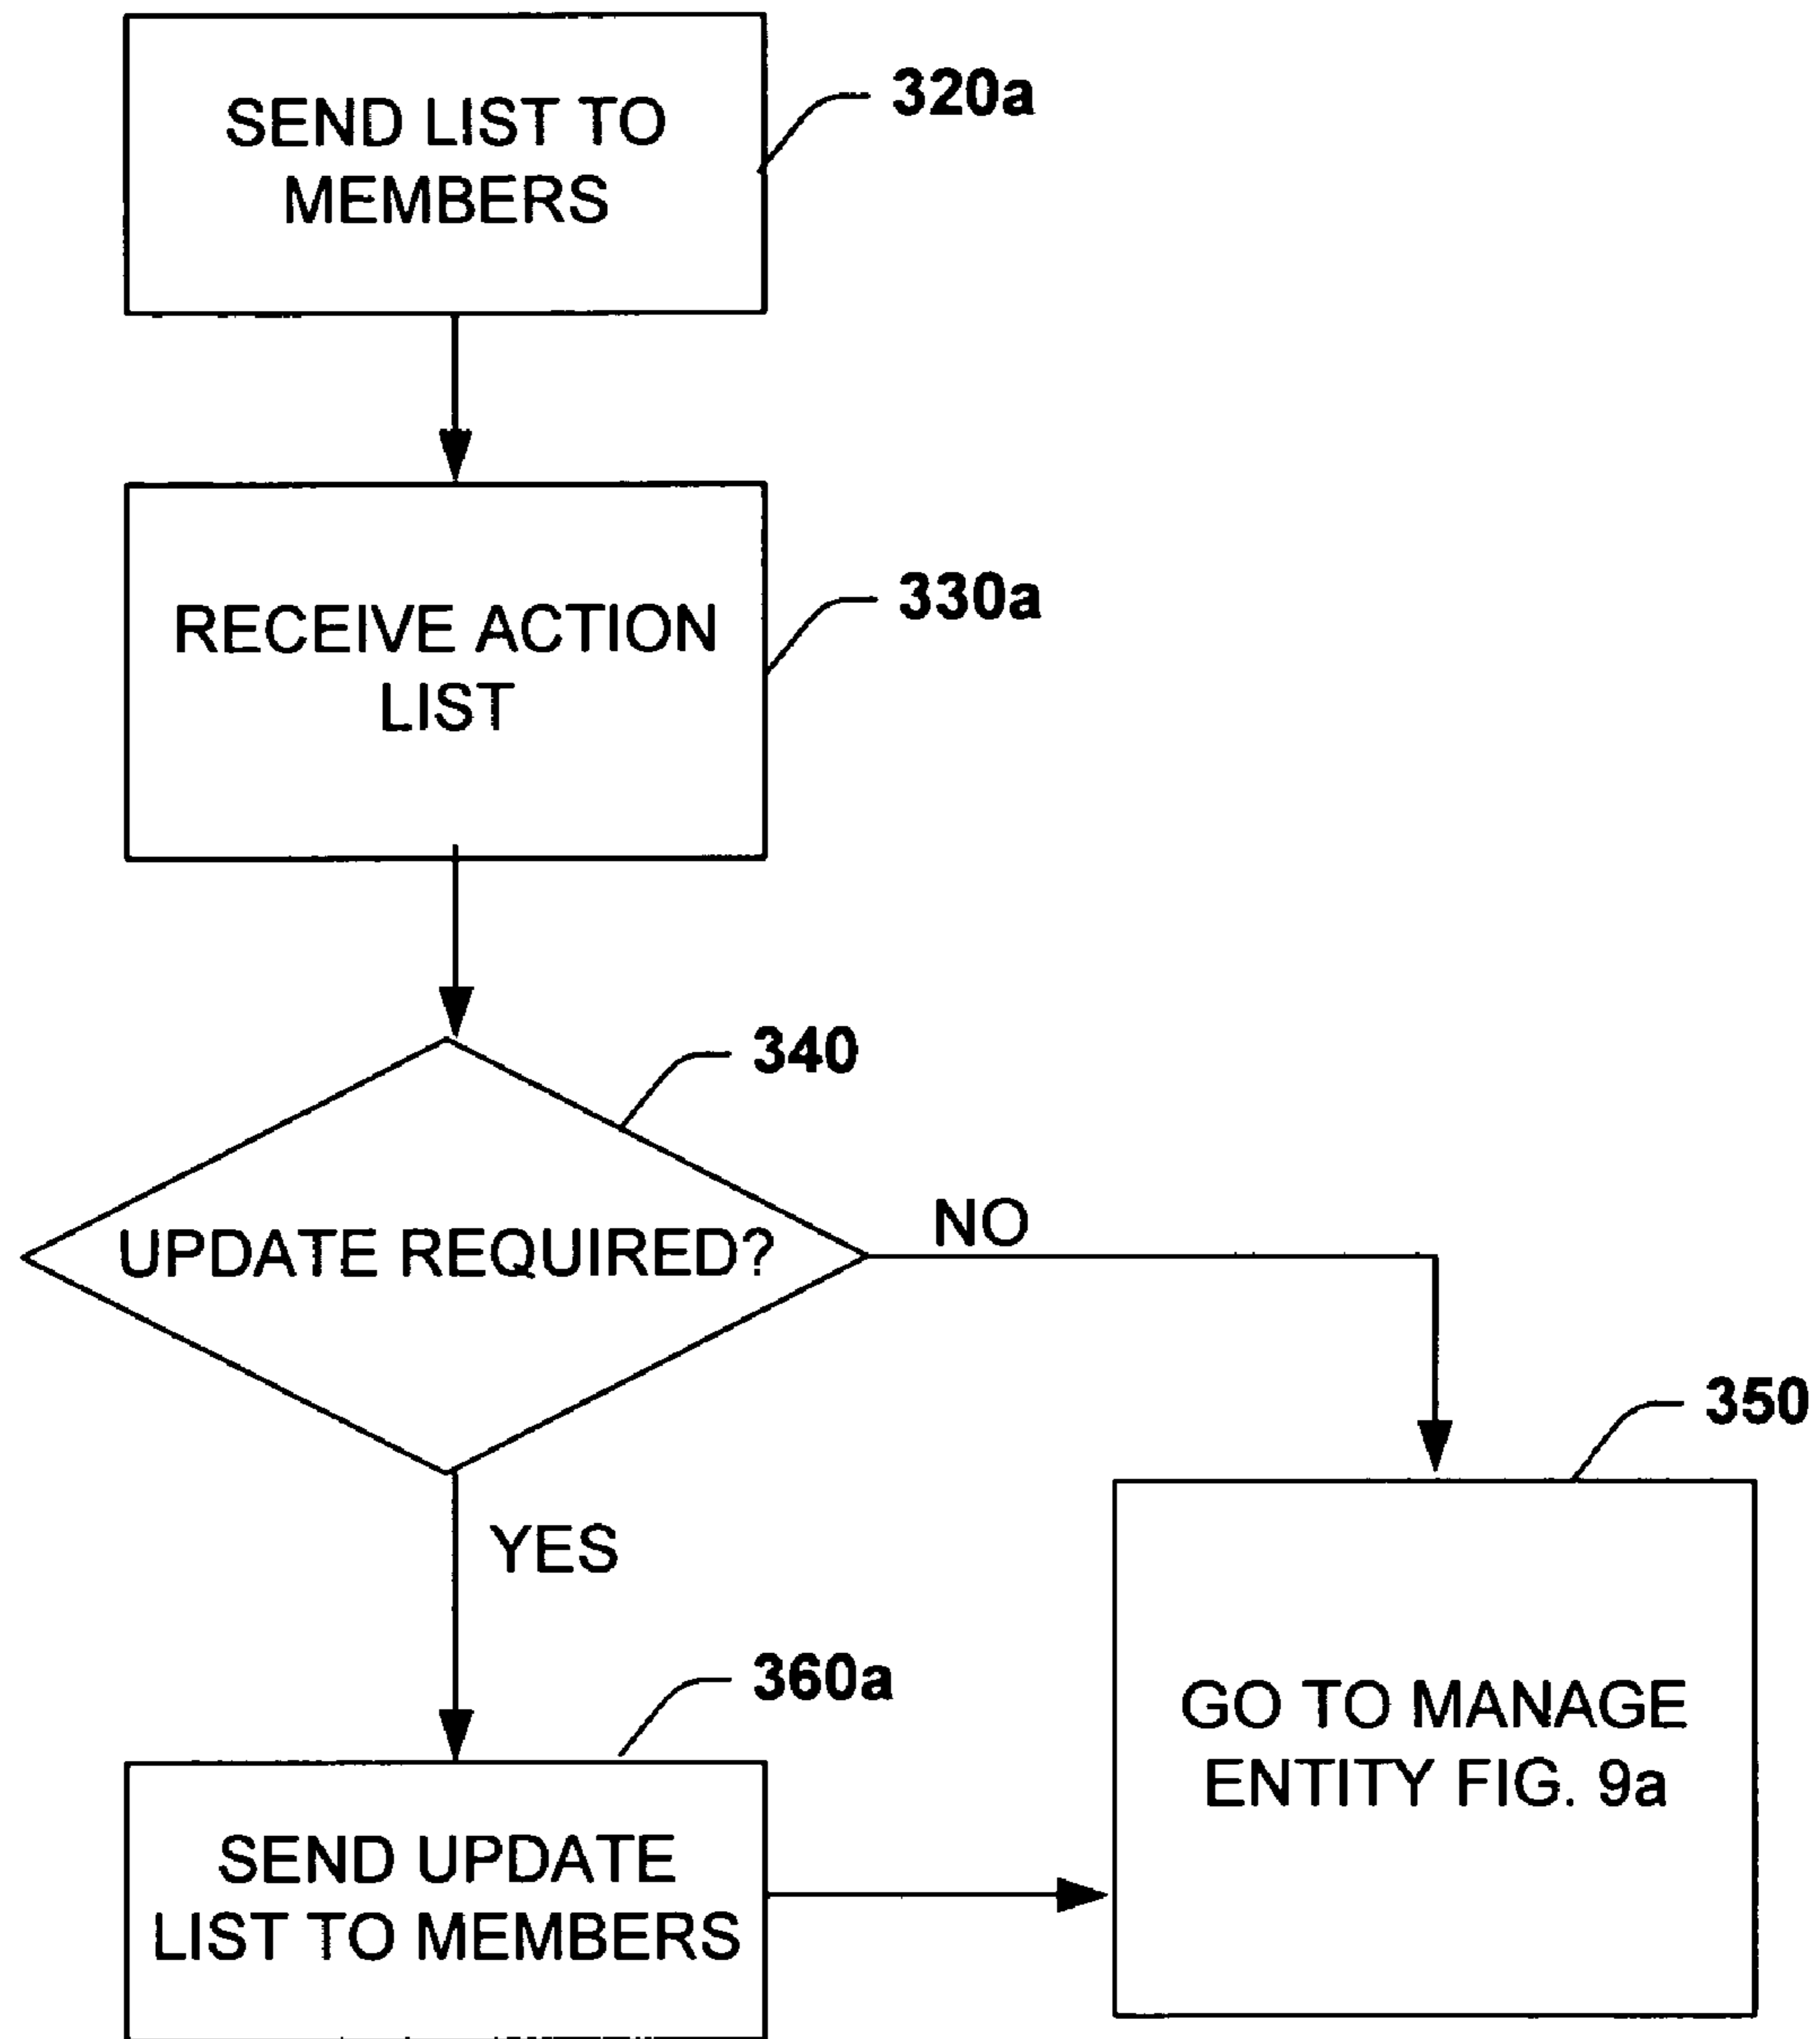 SEND LIST TO
MEMBERS
320a
RECEIVE ACTION
LIST
330a
340
UPDATE REQUIRED?
NO
350
YES
360a
GO TO MANAGE
ENTITY FIG. 9a
SEND UPDATE
LIST TO MEMBERS